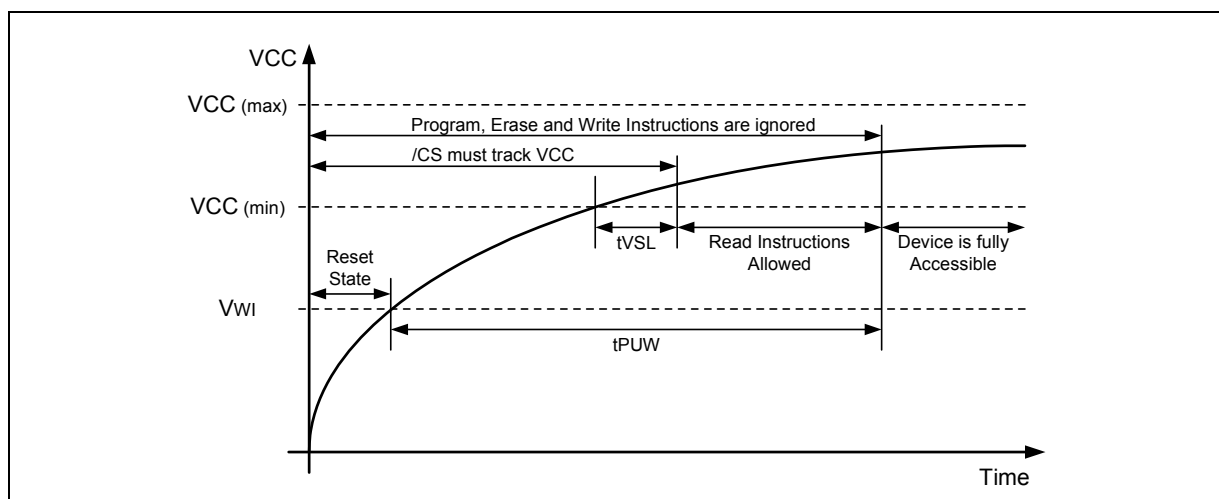 VCC
VCC (max)
Program, Erase and Write Instructions are ignored
/CS must track VCC
VCC (min)
tVSL
Read Instructions
Allowed
Device is fully
Accessible
Reset
State
VWI
tPUW
Time